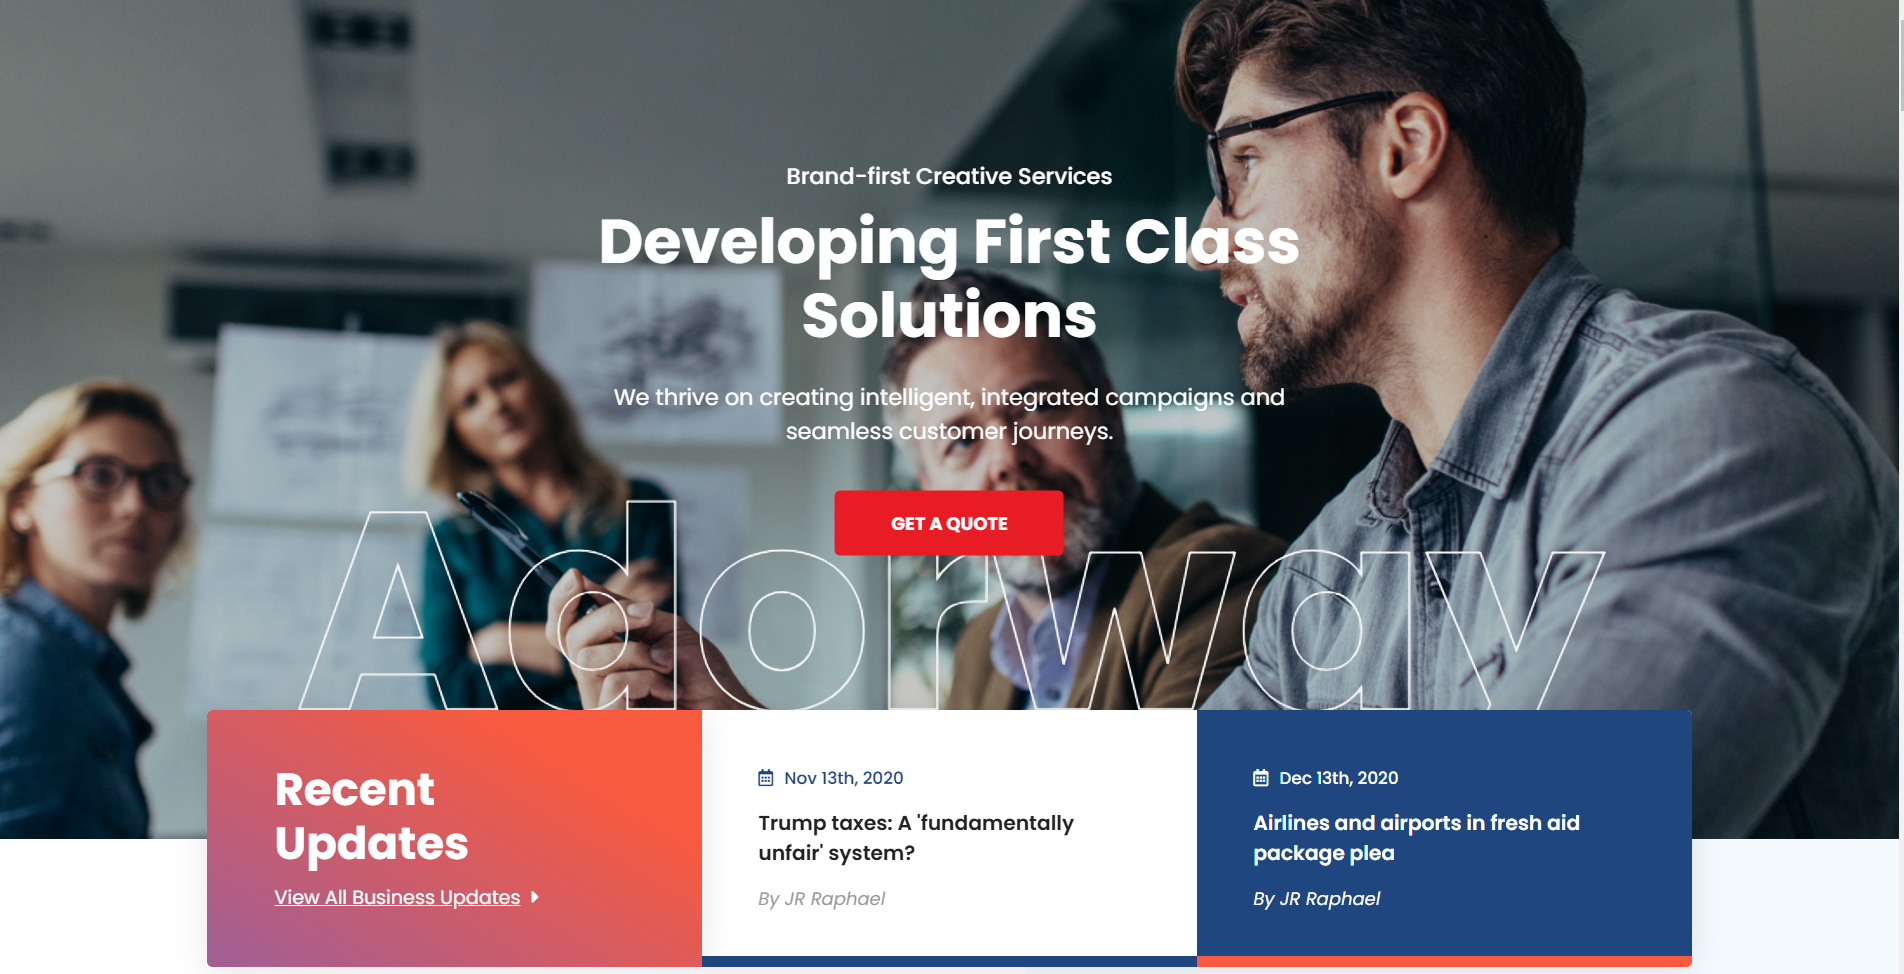 Brand-first Creative Services
Developing First Class
Solutions
We thrive on creating intelligent, integrated campaigns and
seamless customer journeys.
GET A QUOTE
Adorway
Recent
Updates
View All Business Updates
Nov 13th, 2020
Trump taxes: A 'fundamentally
unfair' system?
By JR Raphael
Dec 13th, 2020
Airlines and airports in fresh aid
package plea
By JR Raphael